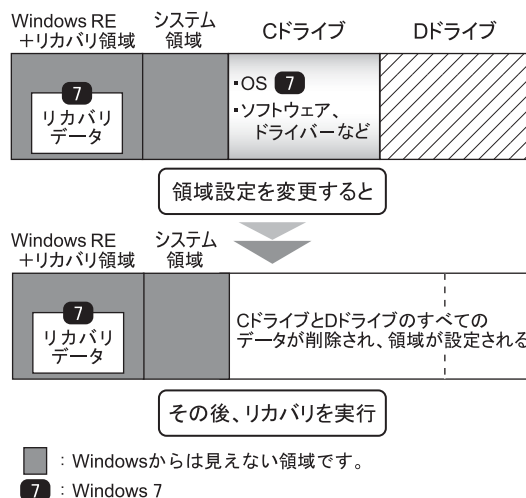 Windows RE
+リカバリ領域
システム
領域
Cドライブ
Dドライブ
7
リカバリ
データ
・OS 7
・ソフトウェア、
ドライバーなど
領域設定を変更すると
Windows RE
+リカバリ領域
システム
領域
7
リカバリ
データ
CドライブとDドライブのすべての
データが削除され、領域が設定される
その後、リカバリを実行
:Windowsからは見えない領域です。
7 :Windows 7